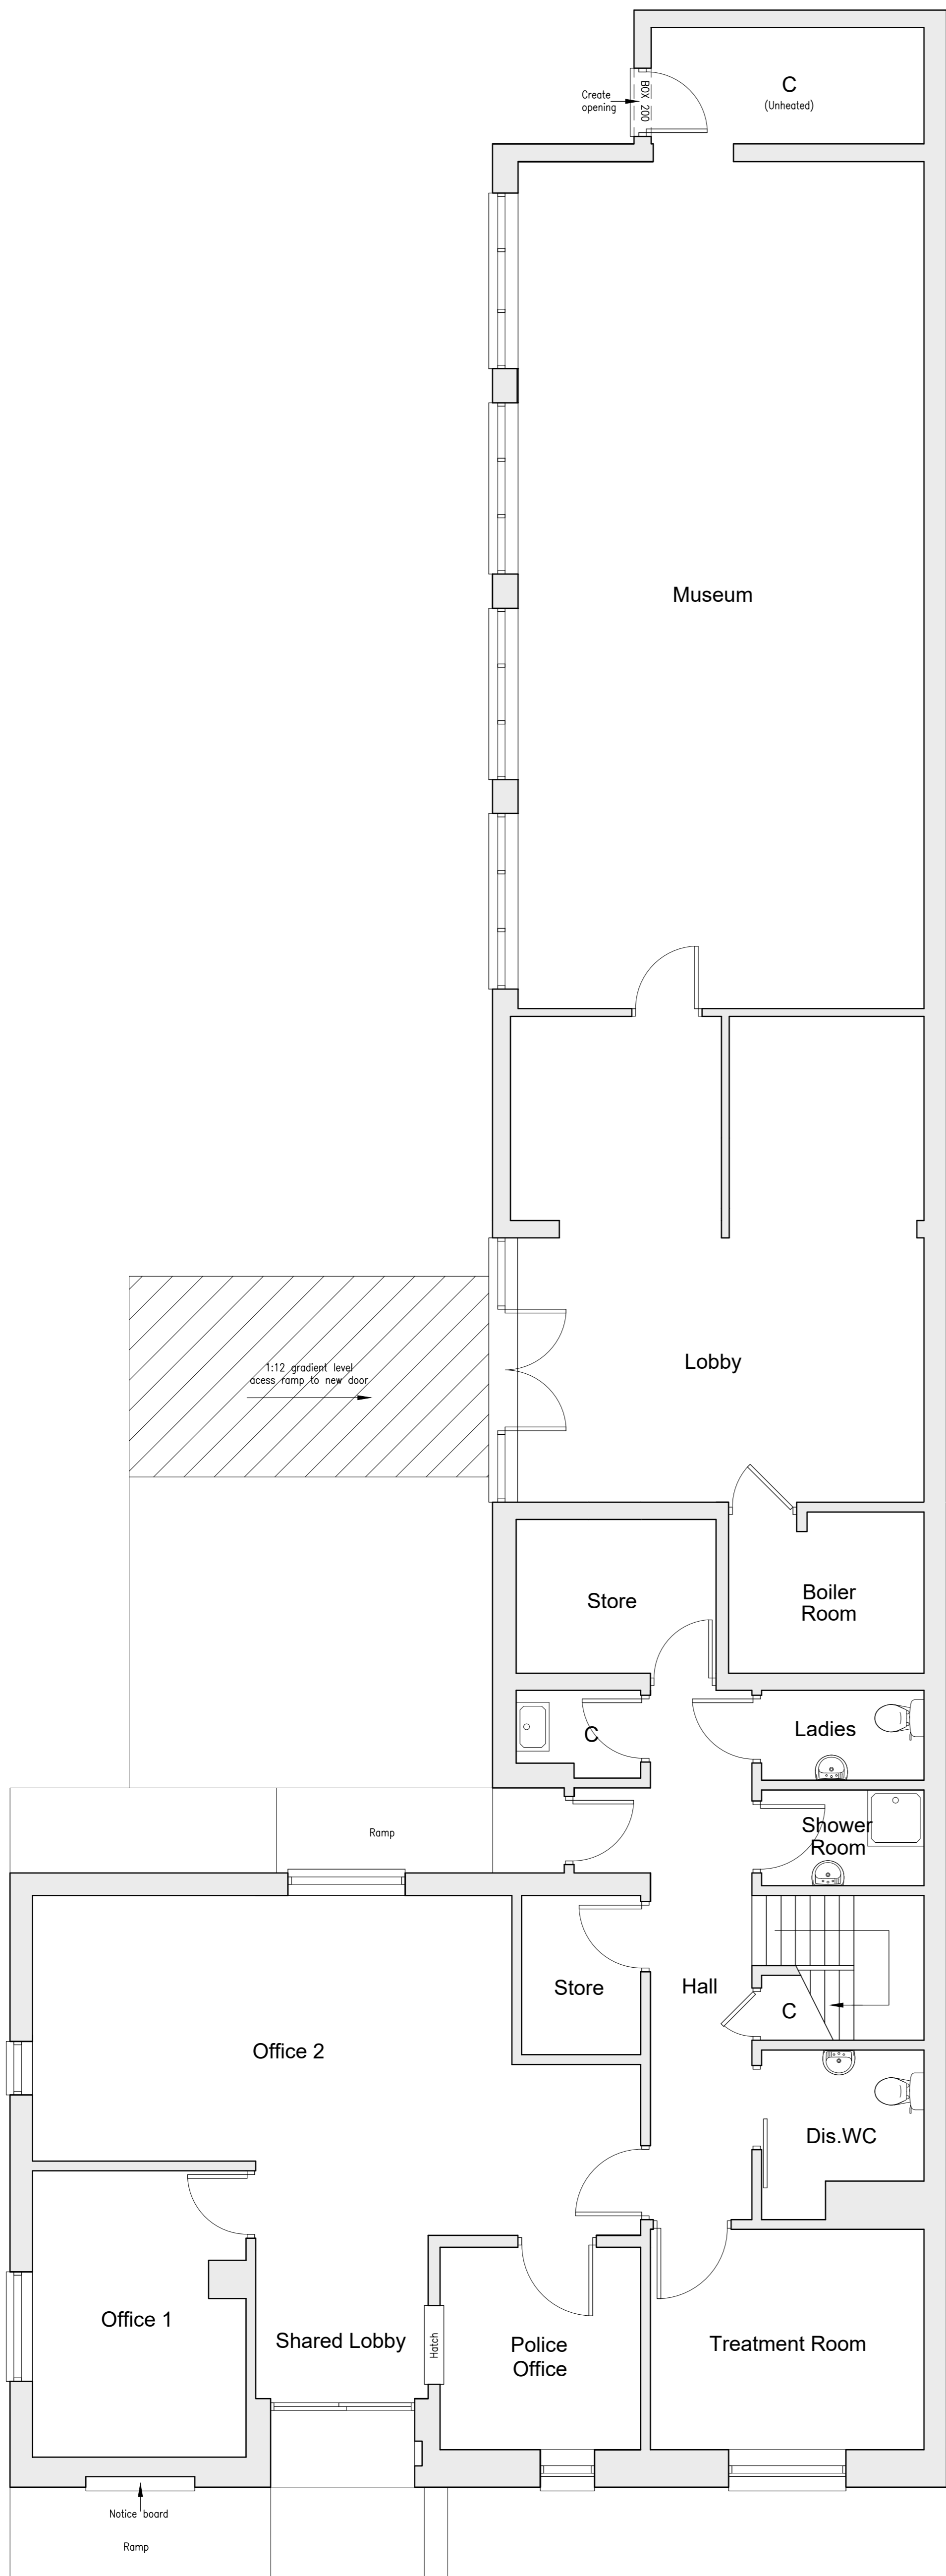 C
(Unheated)
Create
opening
BOX 200
Museum
1:12 gradient level
acess ramp to new door
Lobby
Store
Boiler
Room
C
Ladies
Ramp
Shower
Room
Store
Hall
C
Office 2
Dis.WC
Office 1
Shared Lobby
Hatch
Police
Office
Treatment Room
Notice board
Ramp